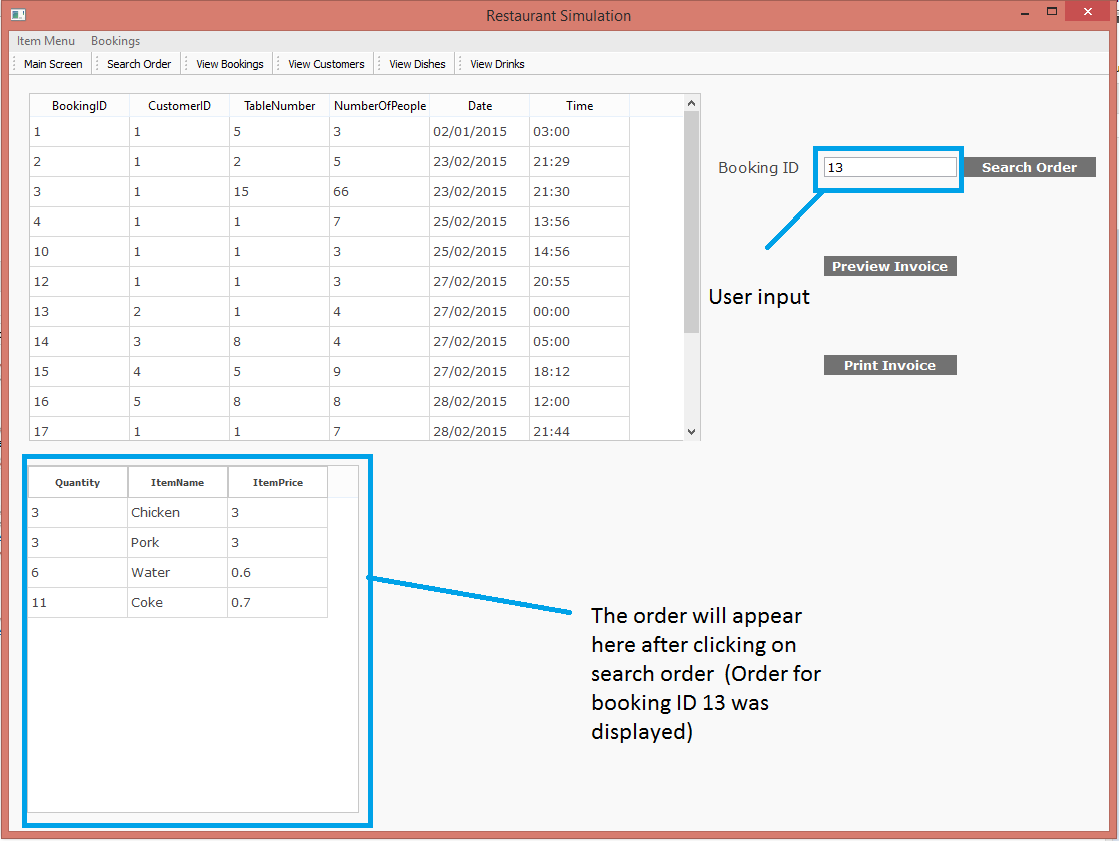 Restaurant Simulation
Item Menu Bookings
Main Screen Search Order View Bookings View Customers View Dishes View Drinks
BookingID CustomerID TableNumber NumberOfPeople Date Time
1 1 5 3 02/01/2015 03:00
2 1 2 5 23/02/2015 21:29
3 1 15 66 23/02/2015 21:30
4 1 1 7 25/02/2015 13:56
10 1 1 3 25/02/2015 14:56
12 1 1 3 27/02/2015 20:55
13 2 1 4 27/02/2015 00:00
14 3 8 4 27/02/2015 05:00
15 4 5 9 27/02/2015 18:12
16 5 8 8 28/02/2015 12:00
17 1 1 7 28/02/2015 21:44
Booking ID 13 Search Order
Preview Invoice
User input
Print Invoice
Quantity ItemName ItemPrice
3 Chicken 3
3 Pork 3
6 Water 0.6
11 Coke 0.7
The order will appear
here after clicking on
search order (Order for
booking ID 13 was
displayed)